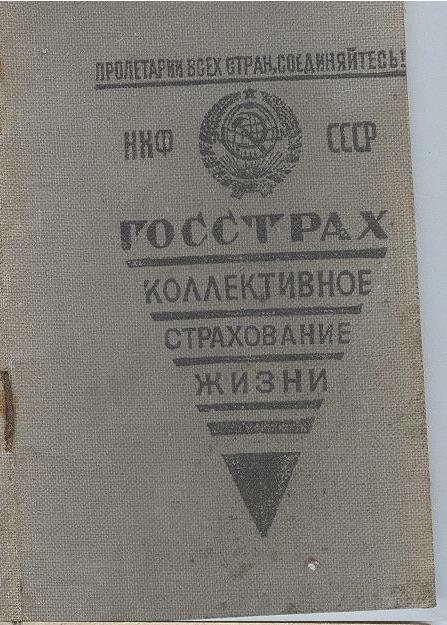 ПРОЛЕТАРИИ ВСЕХ СТРАН, СОЕДИНЯЙТЕСЬ!
НКФ СССР
ГОССТРАХ
КОЛЛЕКТИВНОЕ
СТРАХОВАНИЕ
ЖИЗНИ